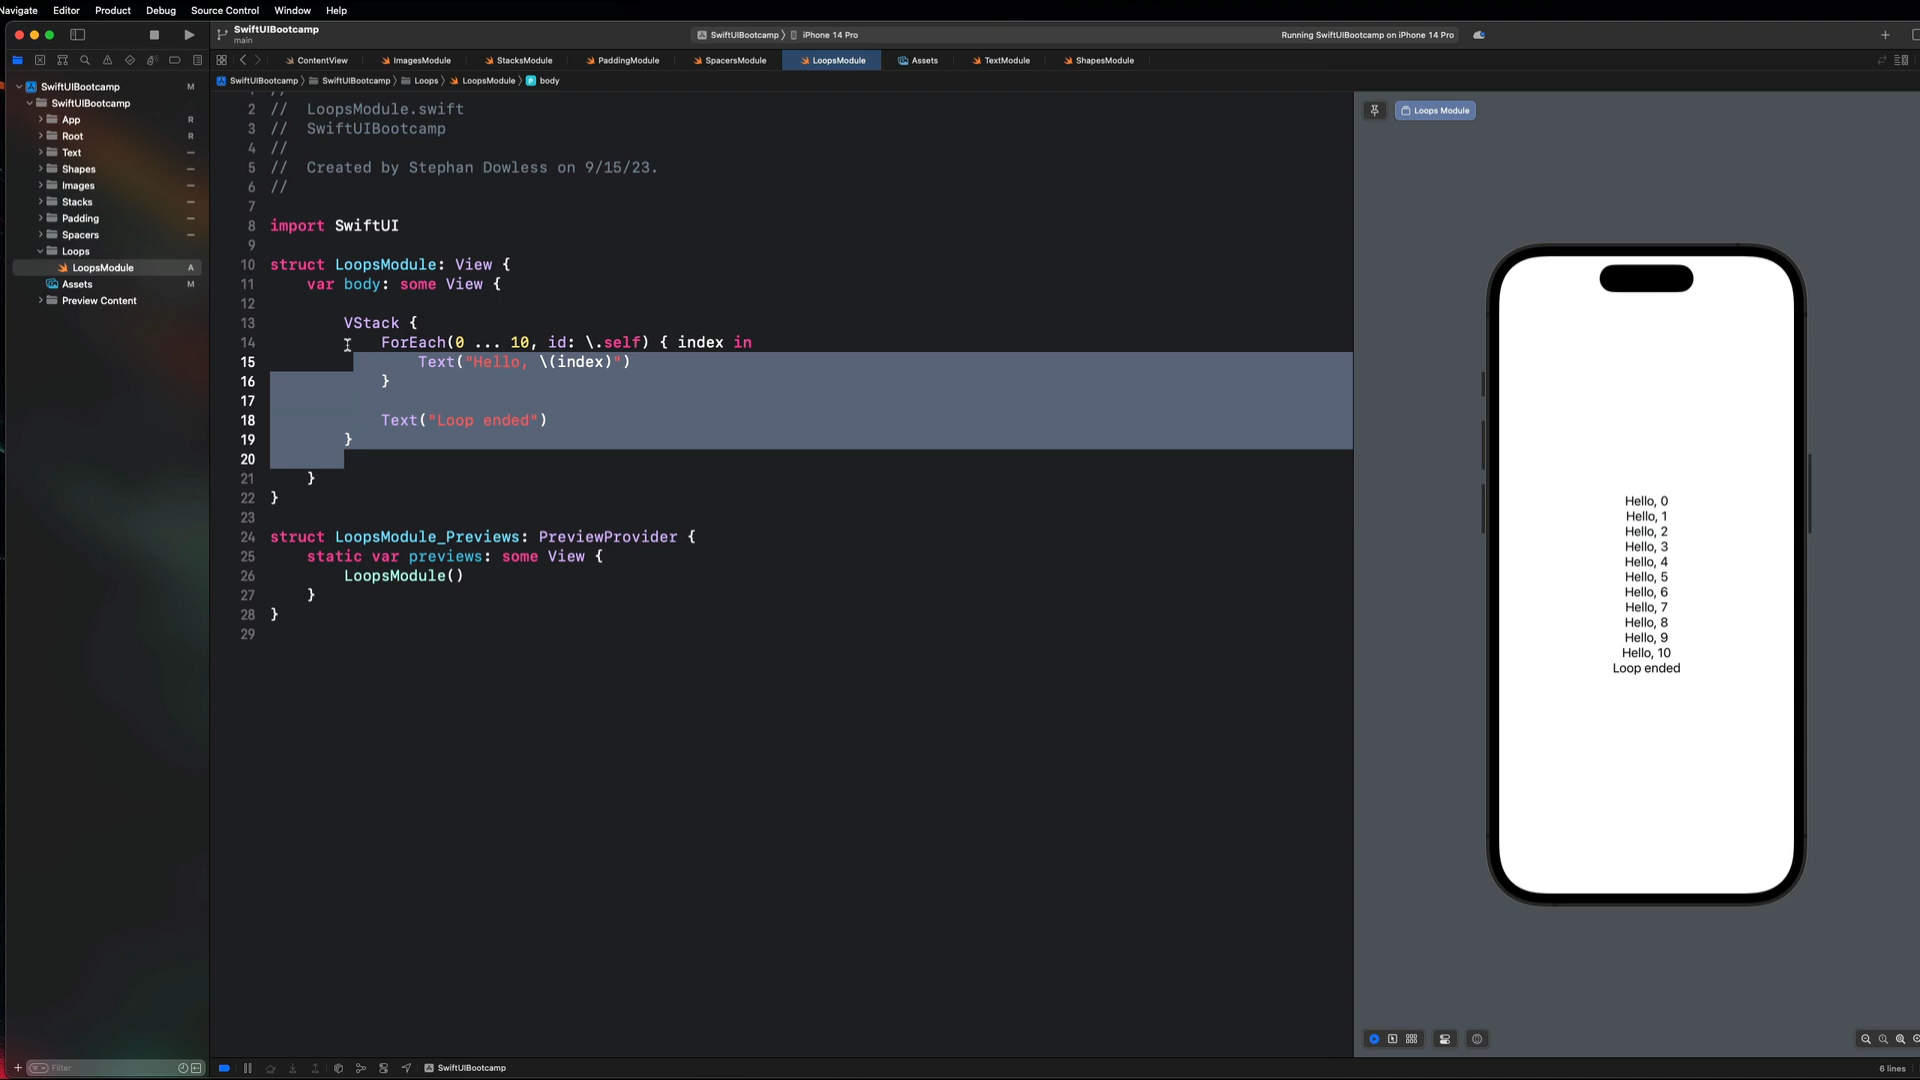 Navigate Editor Product Debug Source Control Window Help
SwiftUIBootcamp
main
SwiftUIBootcamp 〉 iPhone 14 Pro
Running SwiftUIBootcamp on iPhone 14 Pro
ContentView ImagesModule StacksModule PaddingModule SpacersModule LoopsModule Assets TextModule ShapesModule
SwiftUIBootcamp 〉 SwiftUIBootcamp 〉 Loops 〉 LoopsModule 〉 P body
SwiftUIBootcamp M
SwiftUIBootcamp
App R
Root R
Text
Shapes
Images
Stacks
Padding
Spacers
Loops
LoopsModule A
Assets M
Preview Content
Filter
2 // LoopsModule.swift
3 // SwiftUIBootcamp
4 //
5 // Created by Stephan Dowless on 9/15/23.
6 //
7
8 import SwiftUI
9
10 struct LoopsModule: View {
11 var body: some View {
12
13 VStack {
14 ForEach(0 ... 10, id: \.self) { index in
15 Text("Hello, \(index)")
16 }
17
18 Text("Loop ended")
19 }
20
21 }
22 }
23
24 struct LoopsModule_Previews: PreviewProvider {
25 static var previews: some View {
26 LoopsModule()
27 }
28 }
29
Loops Module
Hello, 0
Hello, 1
Hello, 2
Hello, 3
Hello, 4
Hello, 5
Hello, 6
Hello, 7
Hello, 8
Hello, 9
Hello, 10
Loop ended
SwiftUIBootcamp
6 lines